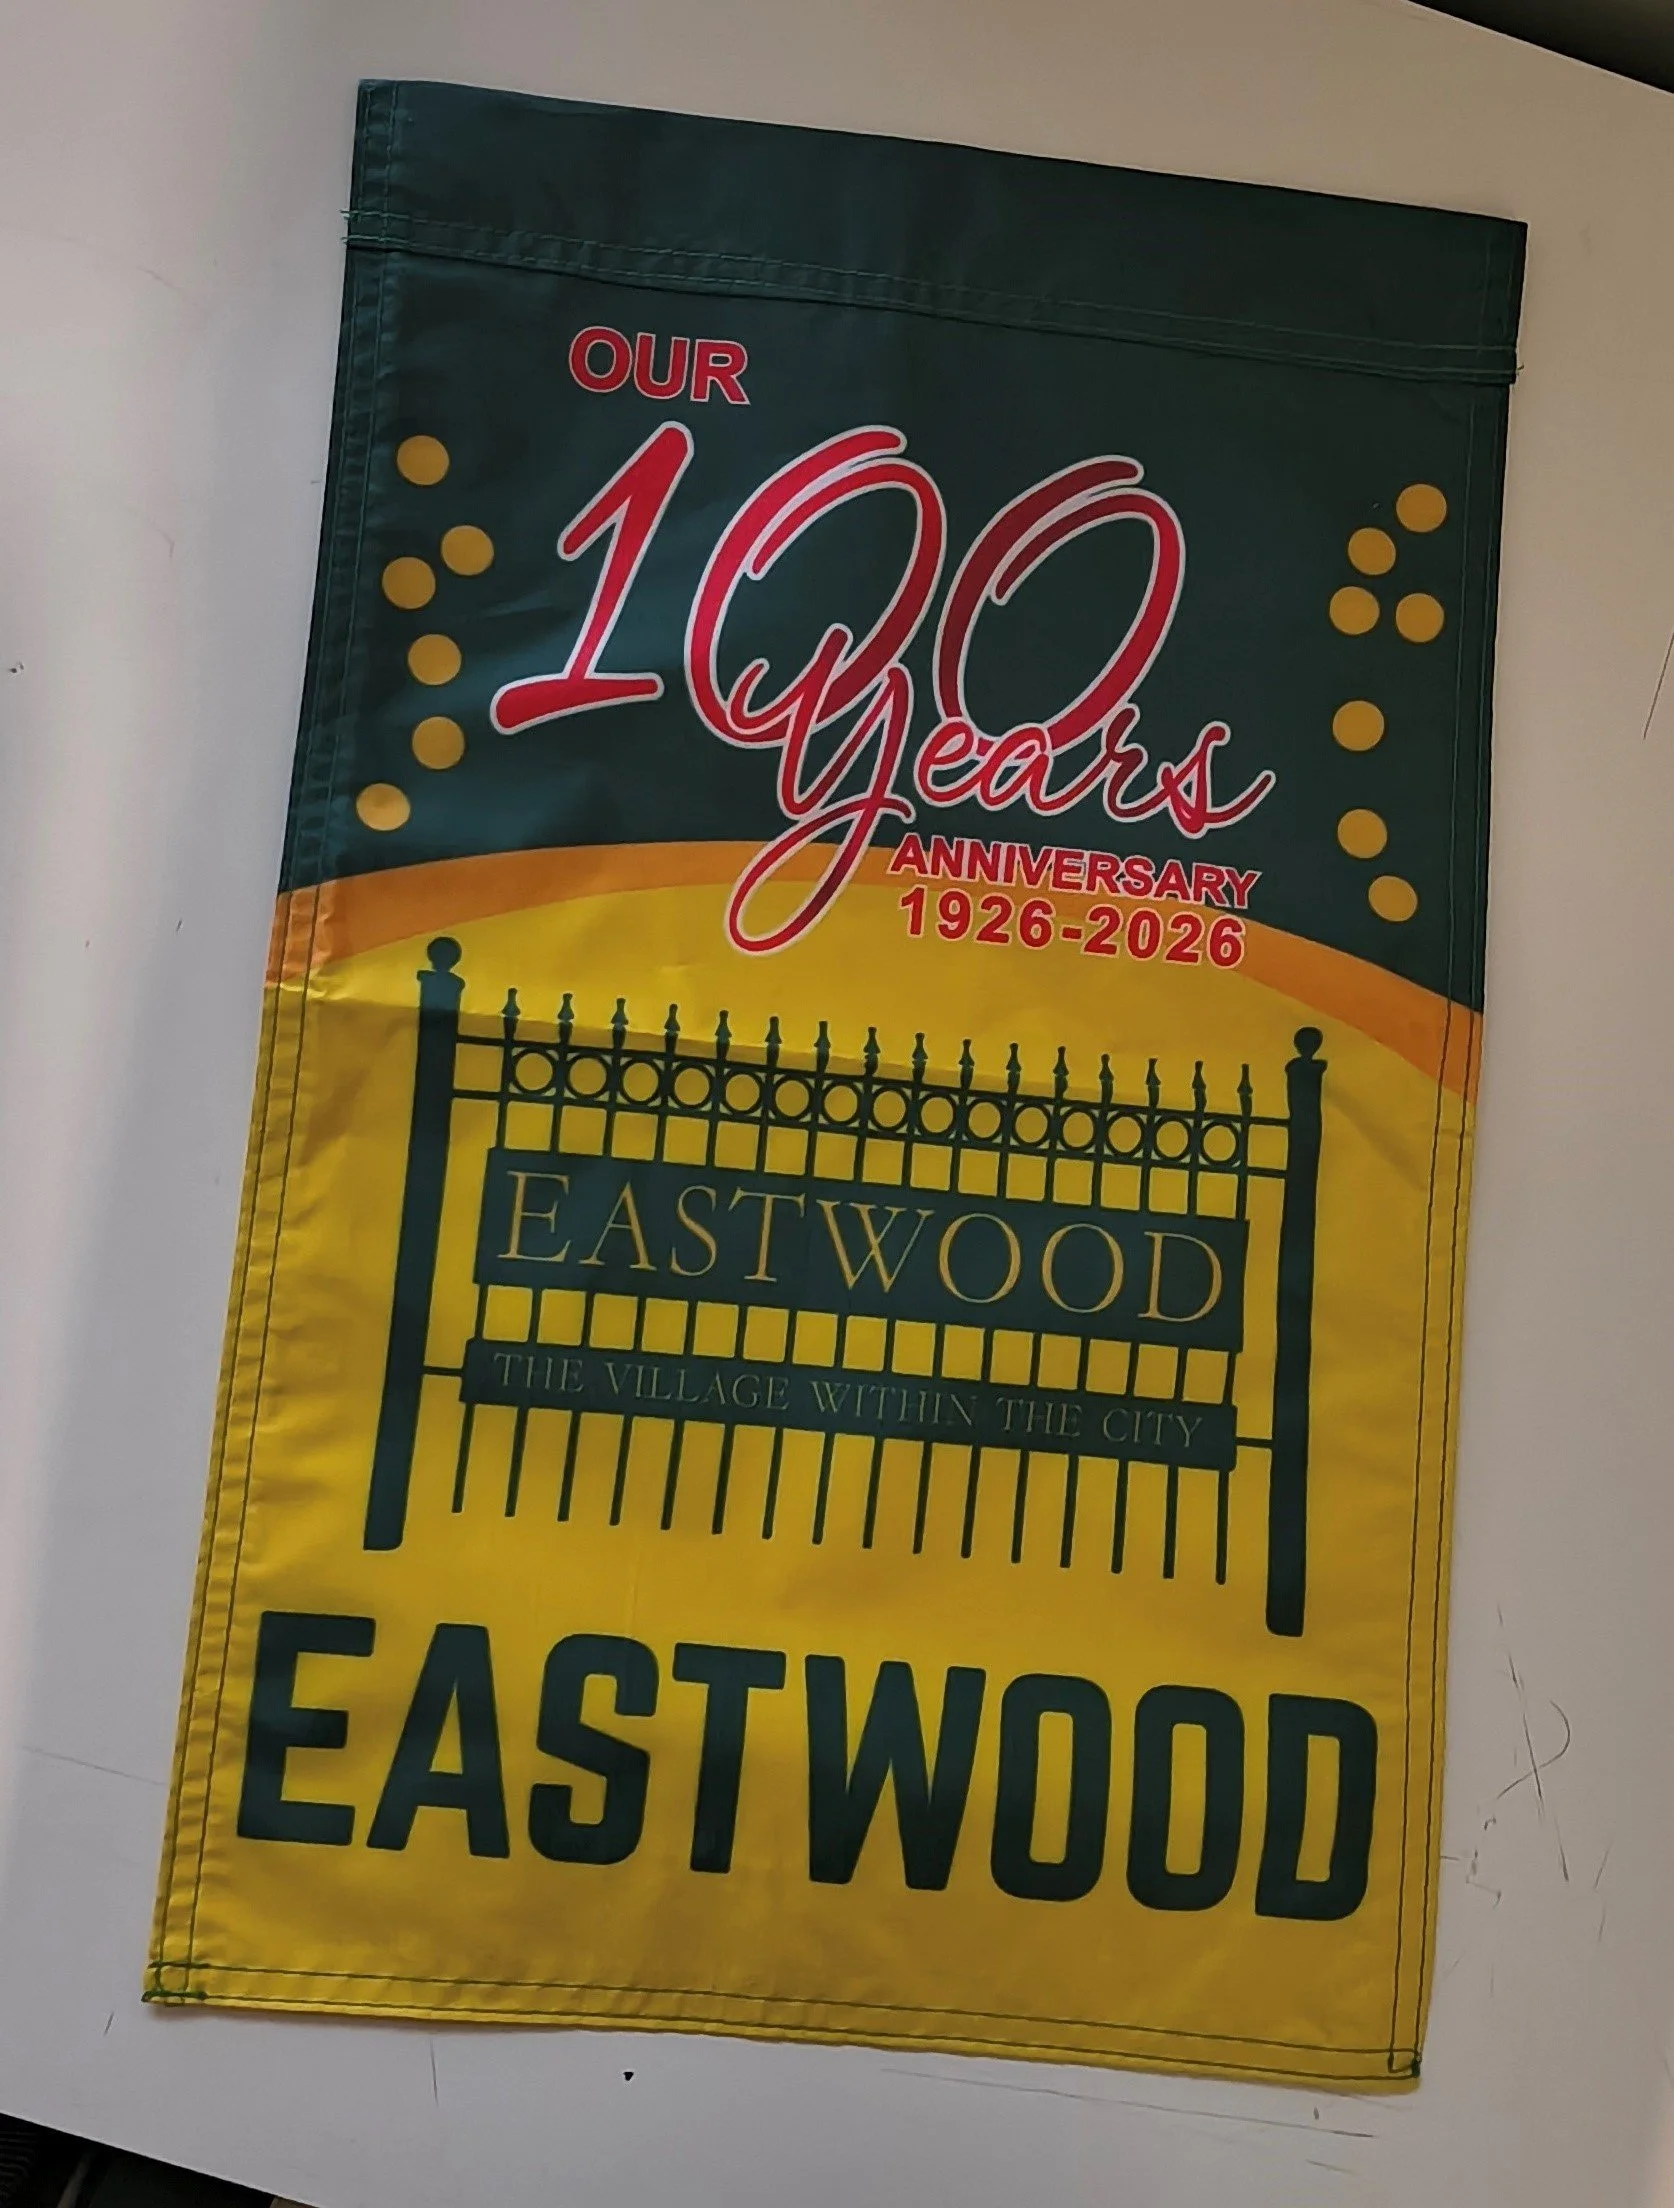 OUR
100
Years
ANNIVERSARY
1926-2026
EASTWOOD
THE VILLAGE WITHIN THE CITY
EASTWOOD